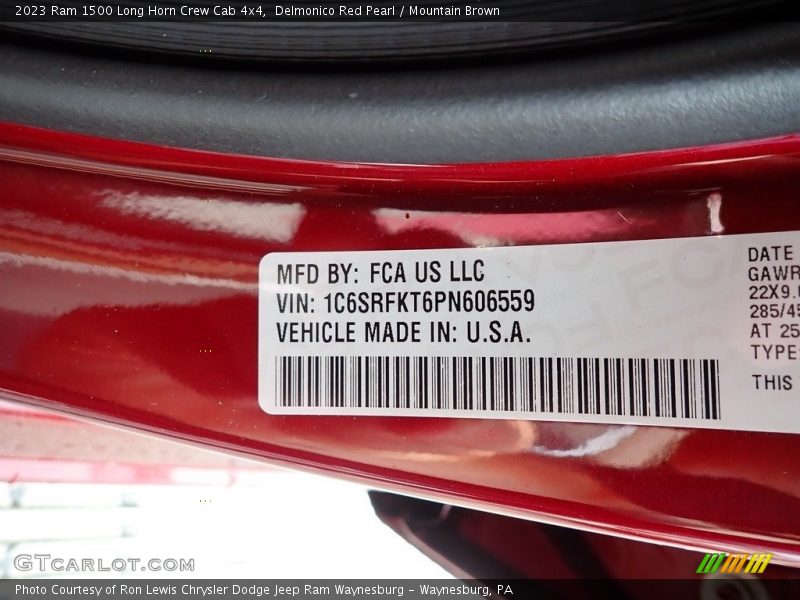 2023 Ram 1500 Long Horn Crew Cab 4x4,  Delmonico Red Pearl / Mountain Brown
MFD BY: FCA US LLC
VIN: 1C6SRFKT6PN606559
VEHICLE MADE IN: U.S.A.
DATE
GAWR
22X9.
285/45
AT 25
TYPE:
THIS
GTCARLOT.COM
Photo Courtesy of Ron Lewis Chrysler Dodge Jeep Ram Waynesburg – Waynesburg, PA